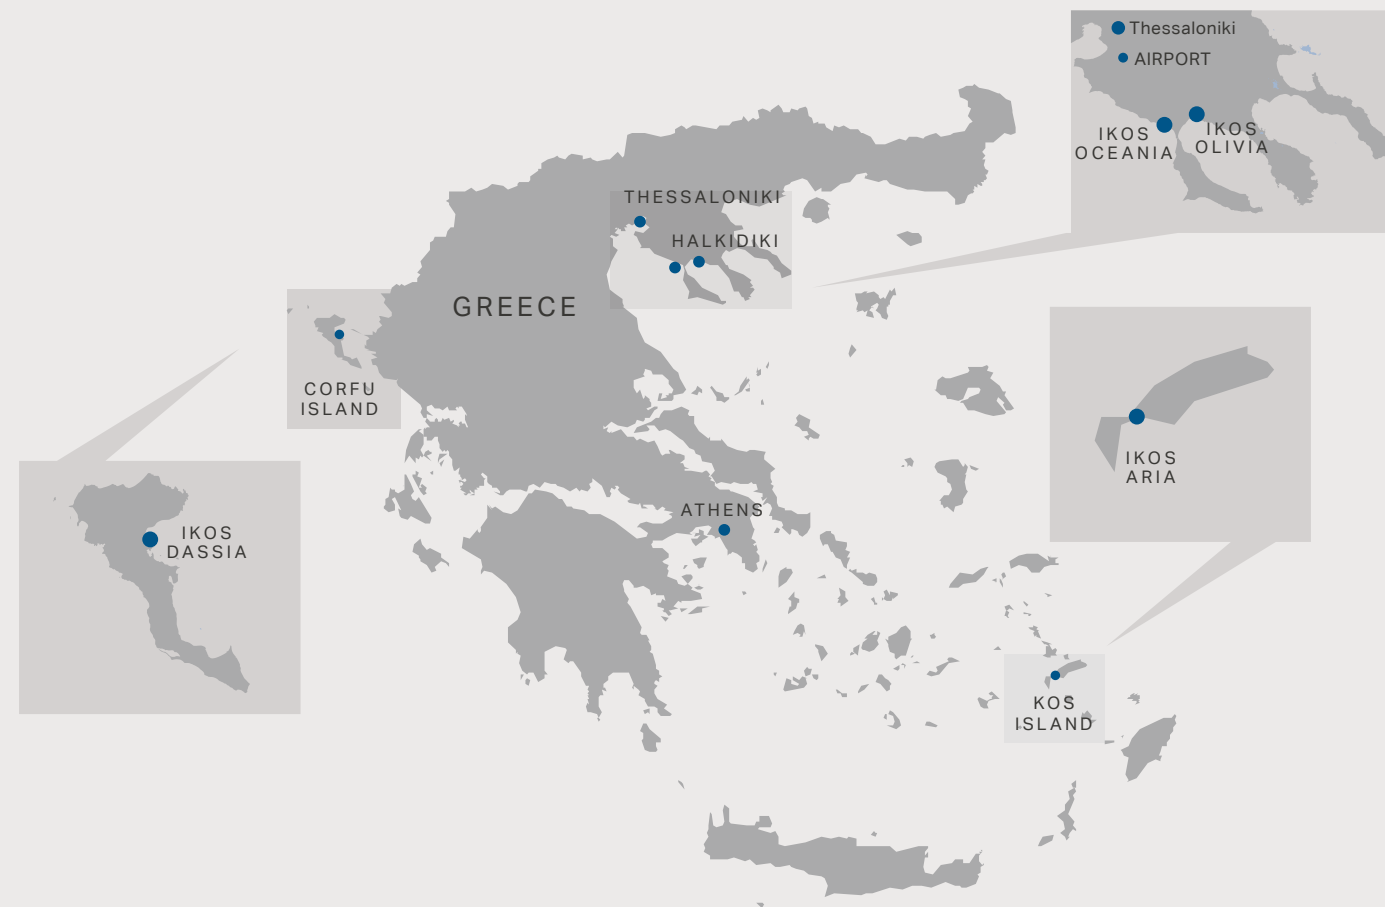 Thessaloniki
AIRPORT
IKOS
OCEANIA
IKOS
OLIVIA
THESSALONIKI
HALKIDIKI
GREECE
CORFU
ISLAND
IKOS
ARIA
ATHENS
IKOS
DASSIA
KOS
ISLAND